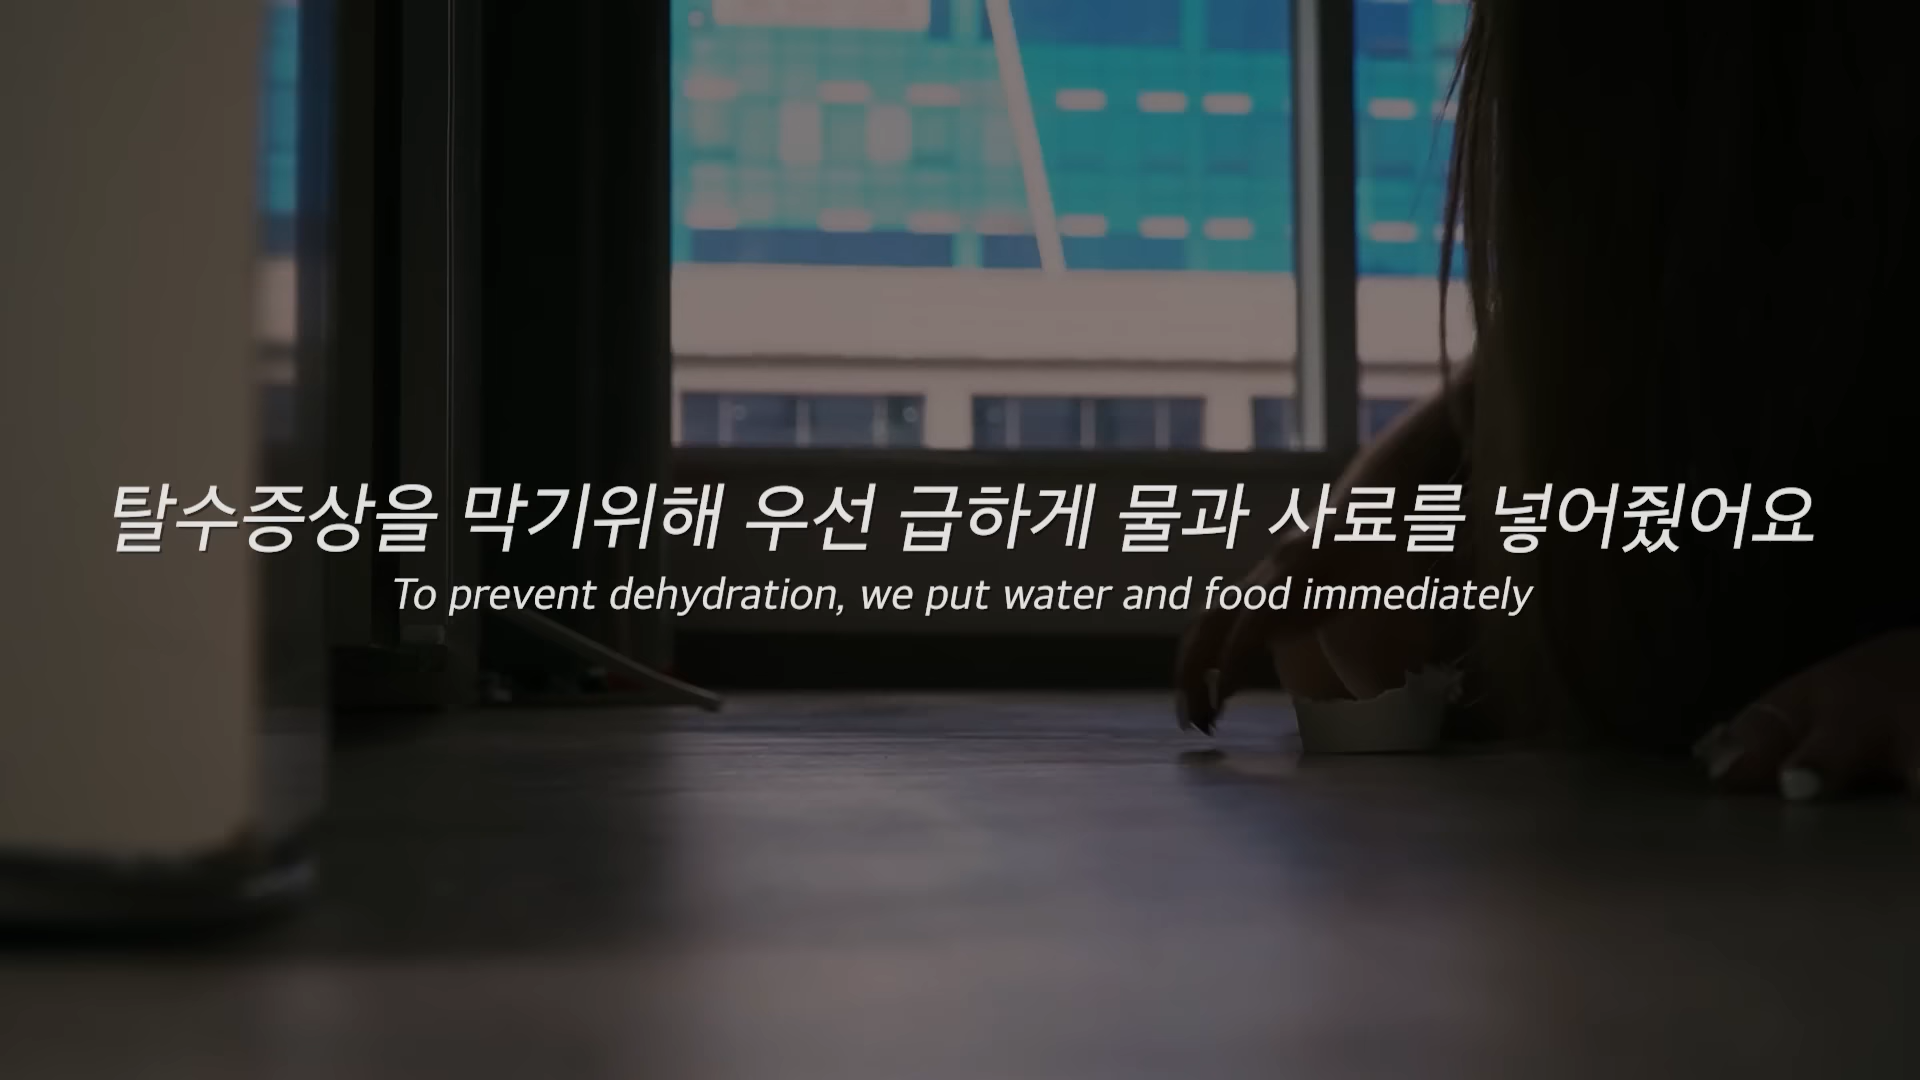 탈수증상을 막기위해 우선 급하게 물과 사료를 넣어줬어요
To prevent dehydration, we put water and food immediately